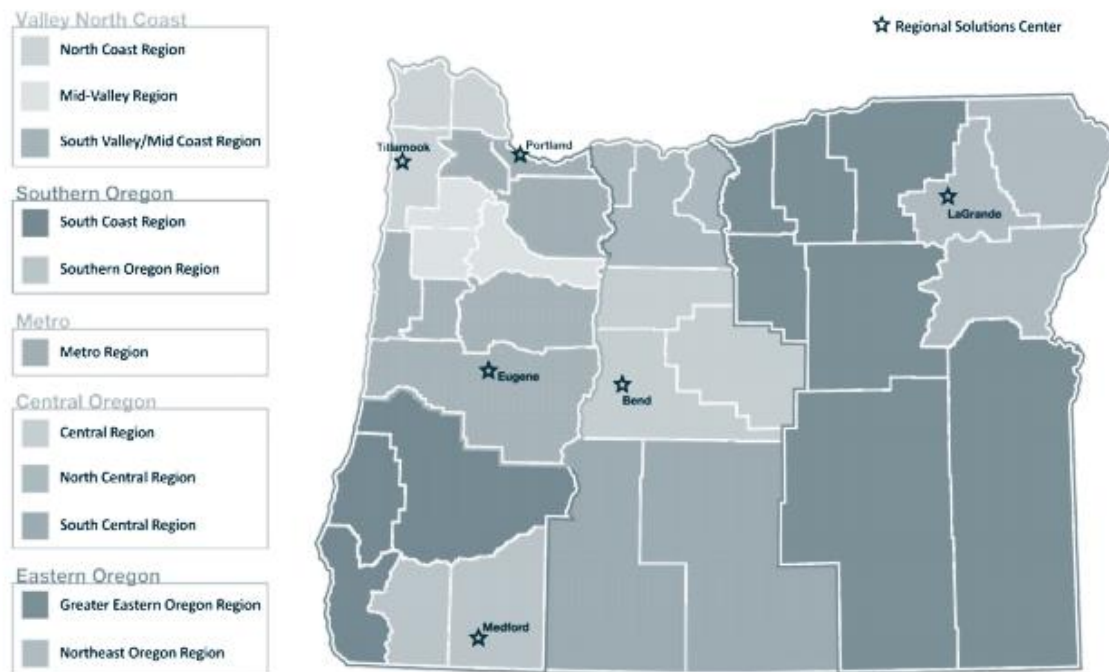 Valley North Coast
North Coast Region
Mid-Valley Region
South Valley/Mid Coast Region
Southern Oregon
South Coast Region
Southern Oregon Region
Metro
Metro Region
Central Oregon
Central Region
North Central Region
South Central Region
Eastern Oregon
Greater Eastern Oregon Region
Northeast Oregon Region
Regional Solutions Center
Tillamook
Portland
LaGrande
Eugene
Bend
Medford